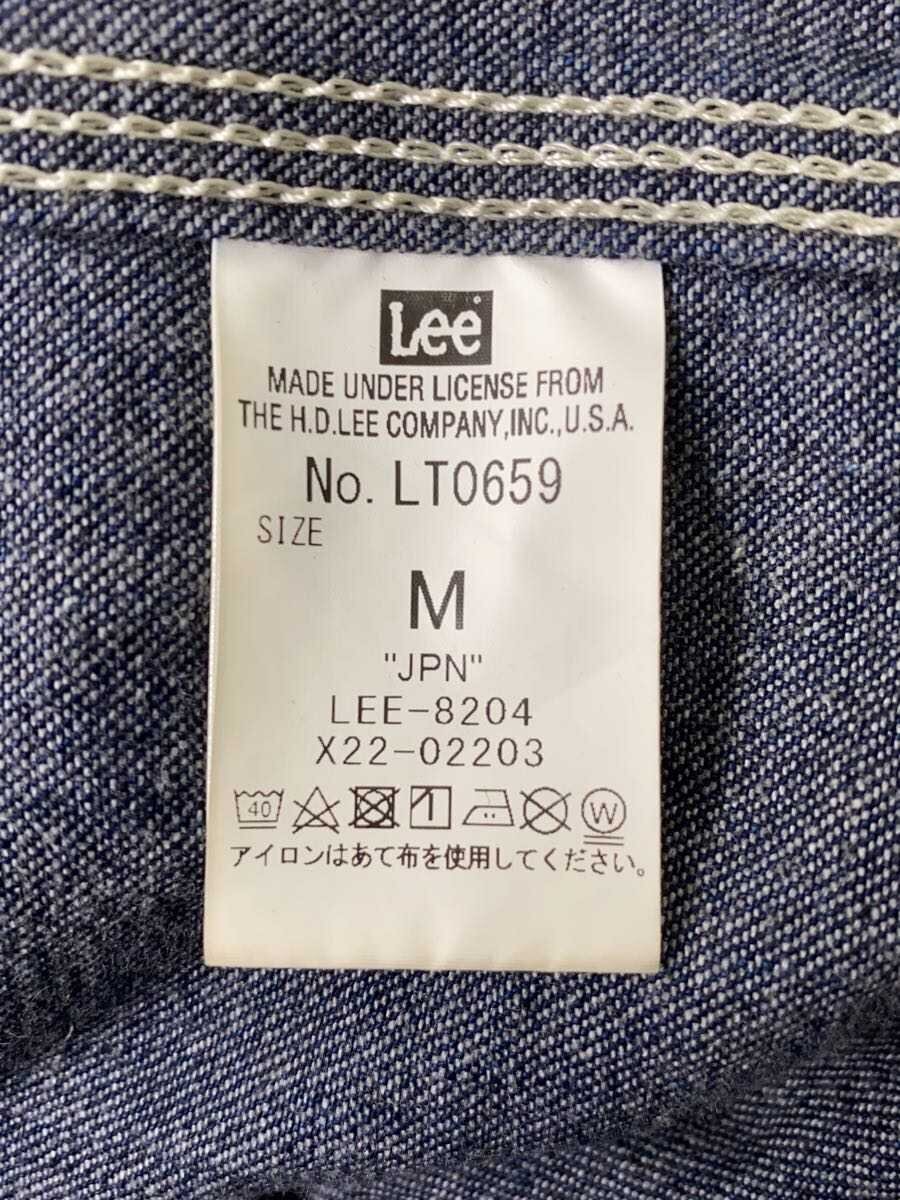 Lee
MADE UNDER LICENSE FROM
THE H.D.LEE COMPANY,INC.,U.S.A.
No. LT0659
SIZE
M
"JPN"
LEE-8204
X22-02203
40 W
アイロンはあて布を使用してください。